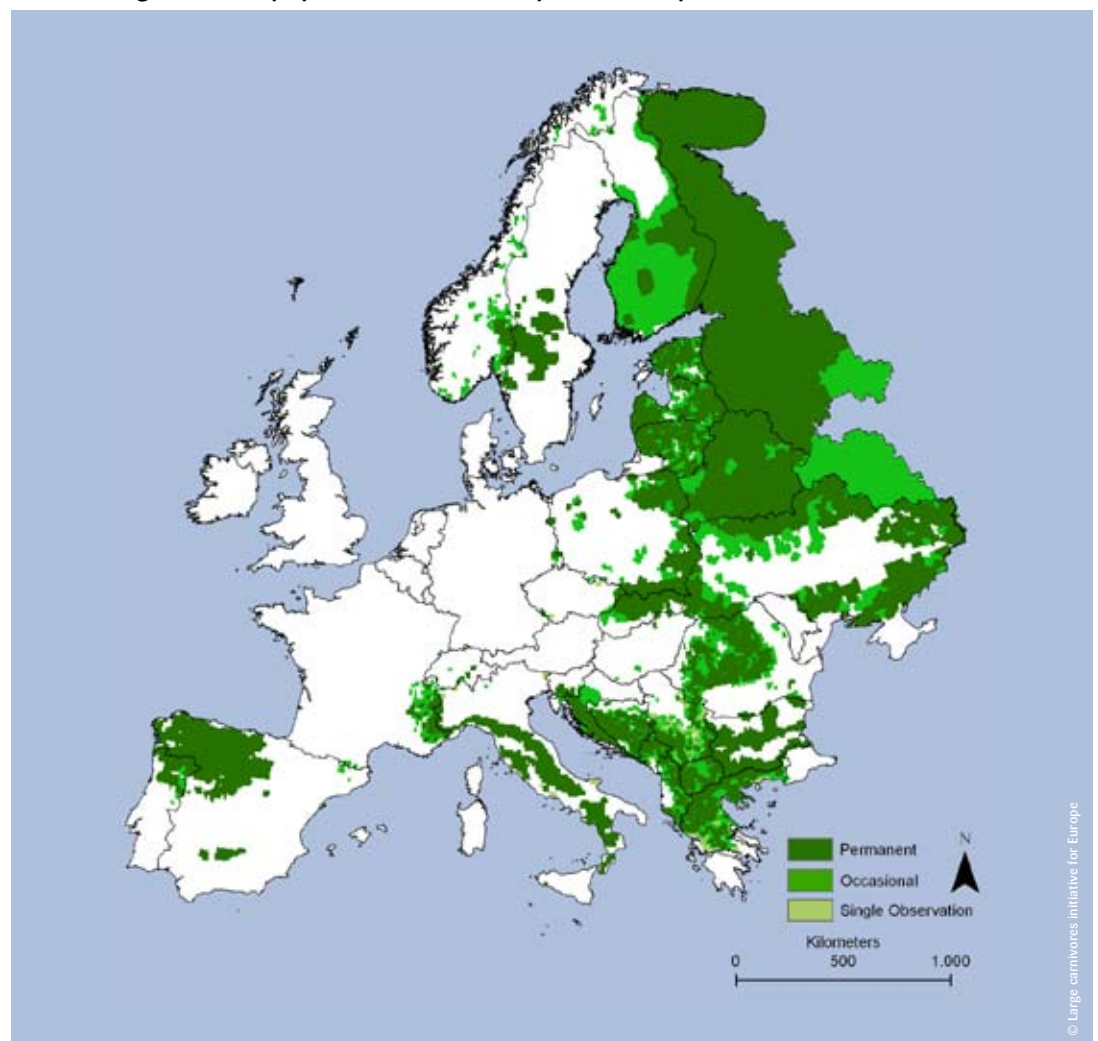 N
Permanent
Occasional
Single Observation
Kilometers
0 500 1.000
© Large carnivores initiative for Europe